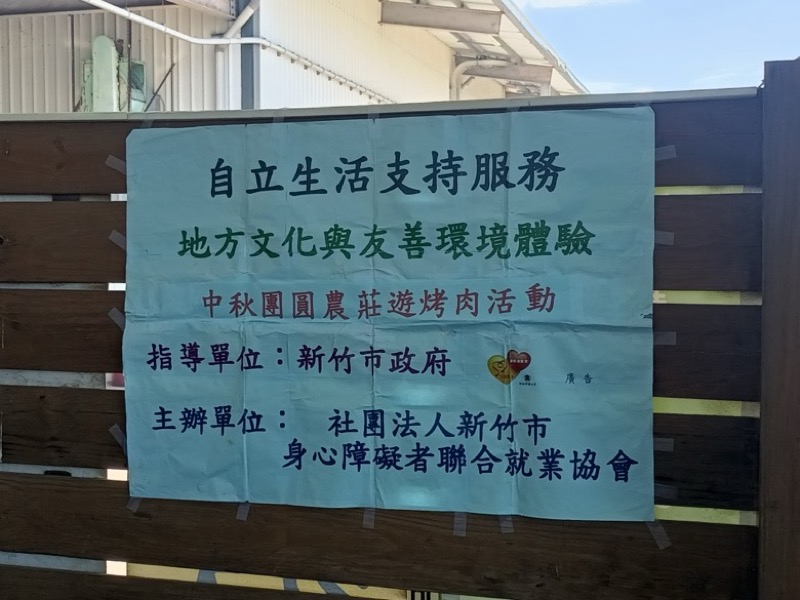 自立生活支持服務
地方文化與友善環境體驗
中秋團圓農莊遊烤肉活動
指導單位：新竹市政府
廣告
主辦單位： 社團法人新竹市
身心障礙者聯合就業協會